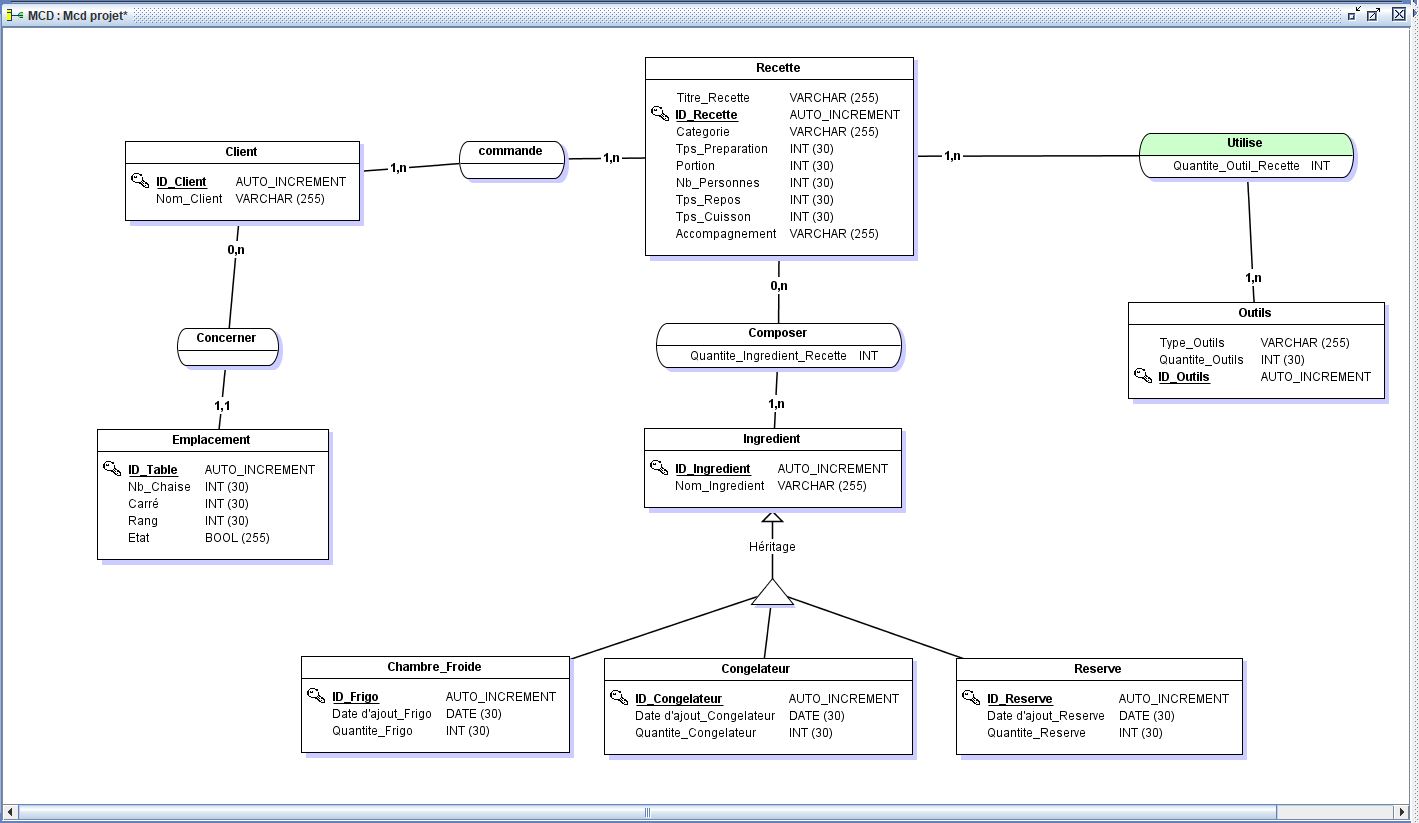 MCD : Mcd projet*
Recette
Titre_Recette VARCHAR (255)
ID_Recette AUTO_INCREMENT
Categorie VARCHAR (255)
Tps_Preparation INT (30)
Portion INT (30)
Nb_Personnes INT (30)
Tps_Repos INT (30)
Tps_Cuisson INT (30)
Accompagnement VARCHAR (255)
Client
ID_Client AUTO_INCREMENT
Nom_Client VARCHAR (255)
1,n
commande
1,n
1,n
Utilise
Quantite_Outil_Recette INT
0,n
Concerner
1,1
0,n
Composer
Quantite_Ingredient_Recette INT
1,n
1,n
Outils
Type_Outils VARCHAR (255)
Quantite_Outils INT (30)
ID_Outils AUTO_INCREMENT
Emplacement
ID_Table AUTO_INCREMENT
Nb_Chaise INT (30)
Carré INT (30)
Rang INT (30)
Etat BOOL (255)
Ingredient
ID_Ingredient AUTO_INCREMENT
Nom_Ingredient VARCHAR (255)
Héritage
Chambre_Froide
ID_Frigo AUTO_INCREMENT
Date d'ajout_Frigo DATE (30)
Quantite_Frigo INT (30)
Congelateur
ID_Congelateur AUTO_INCREMENT
Date d'ajout_Congelateur DATE (30)
Quantite_Congelateur INT (30)
Reserve
ID_Reserve AUTO_INCREMENT
Date d'ajout_Reserve DATE (30)
Quantite_Reserve INT (30)